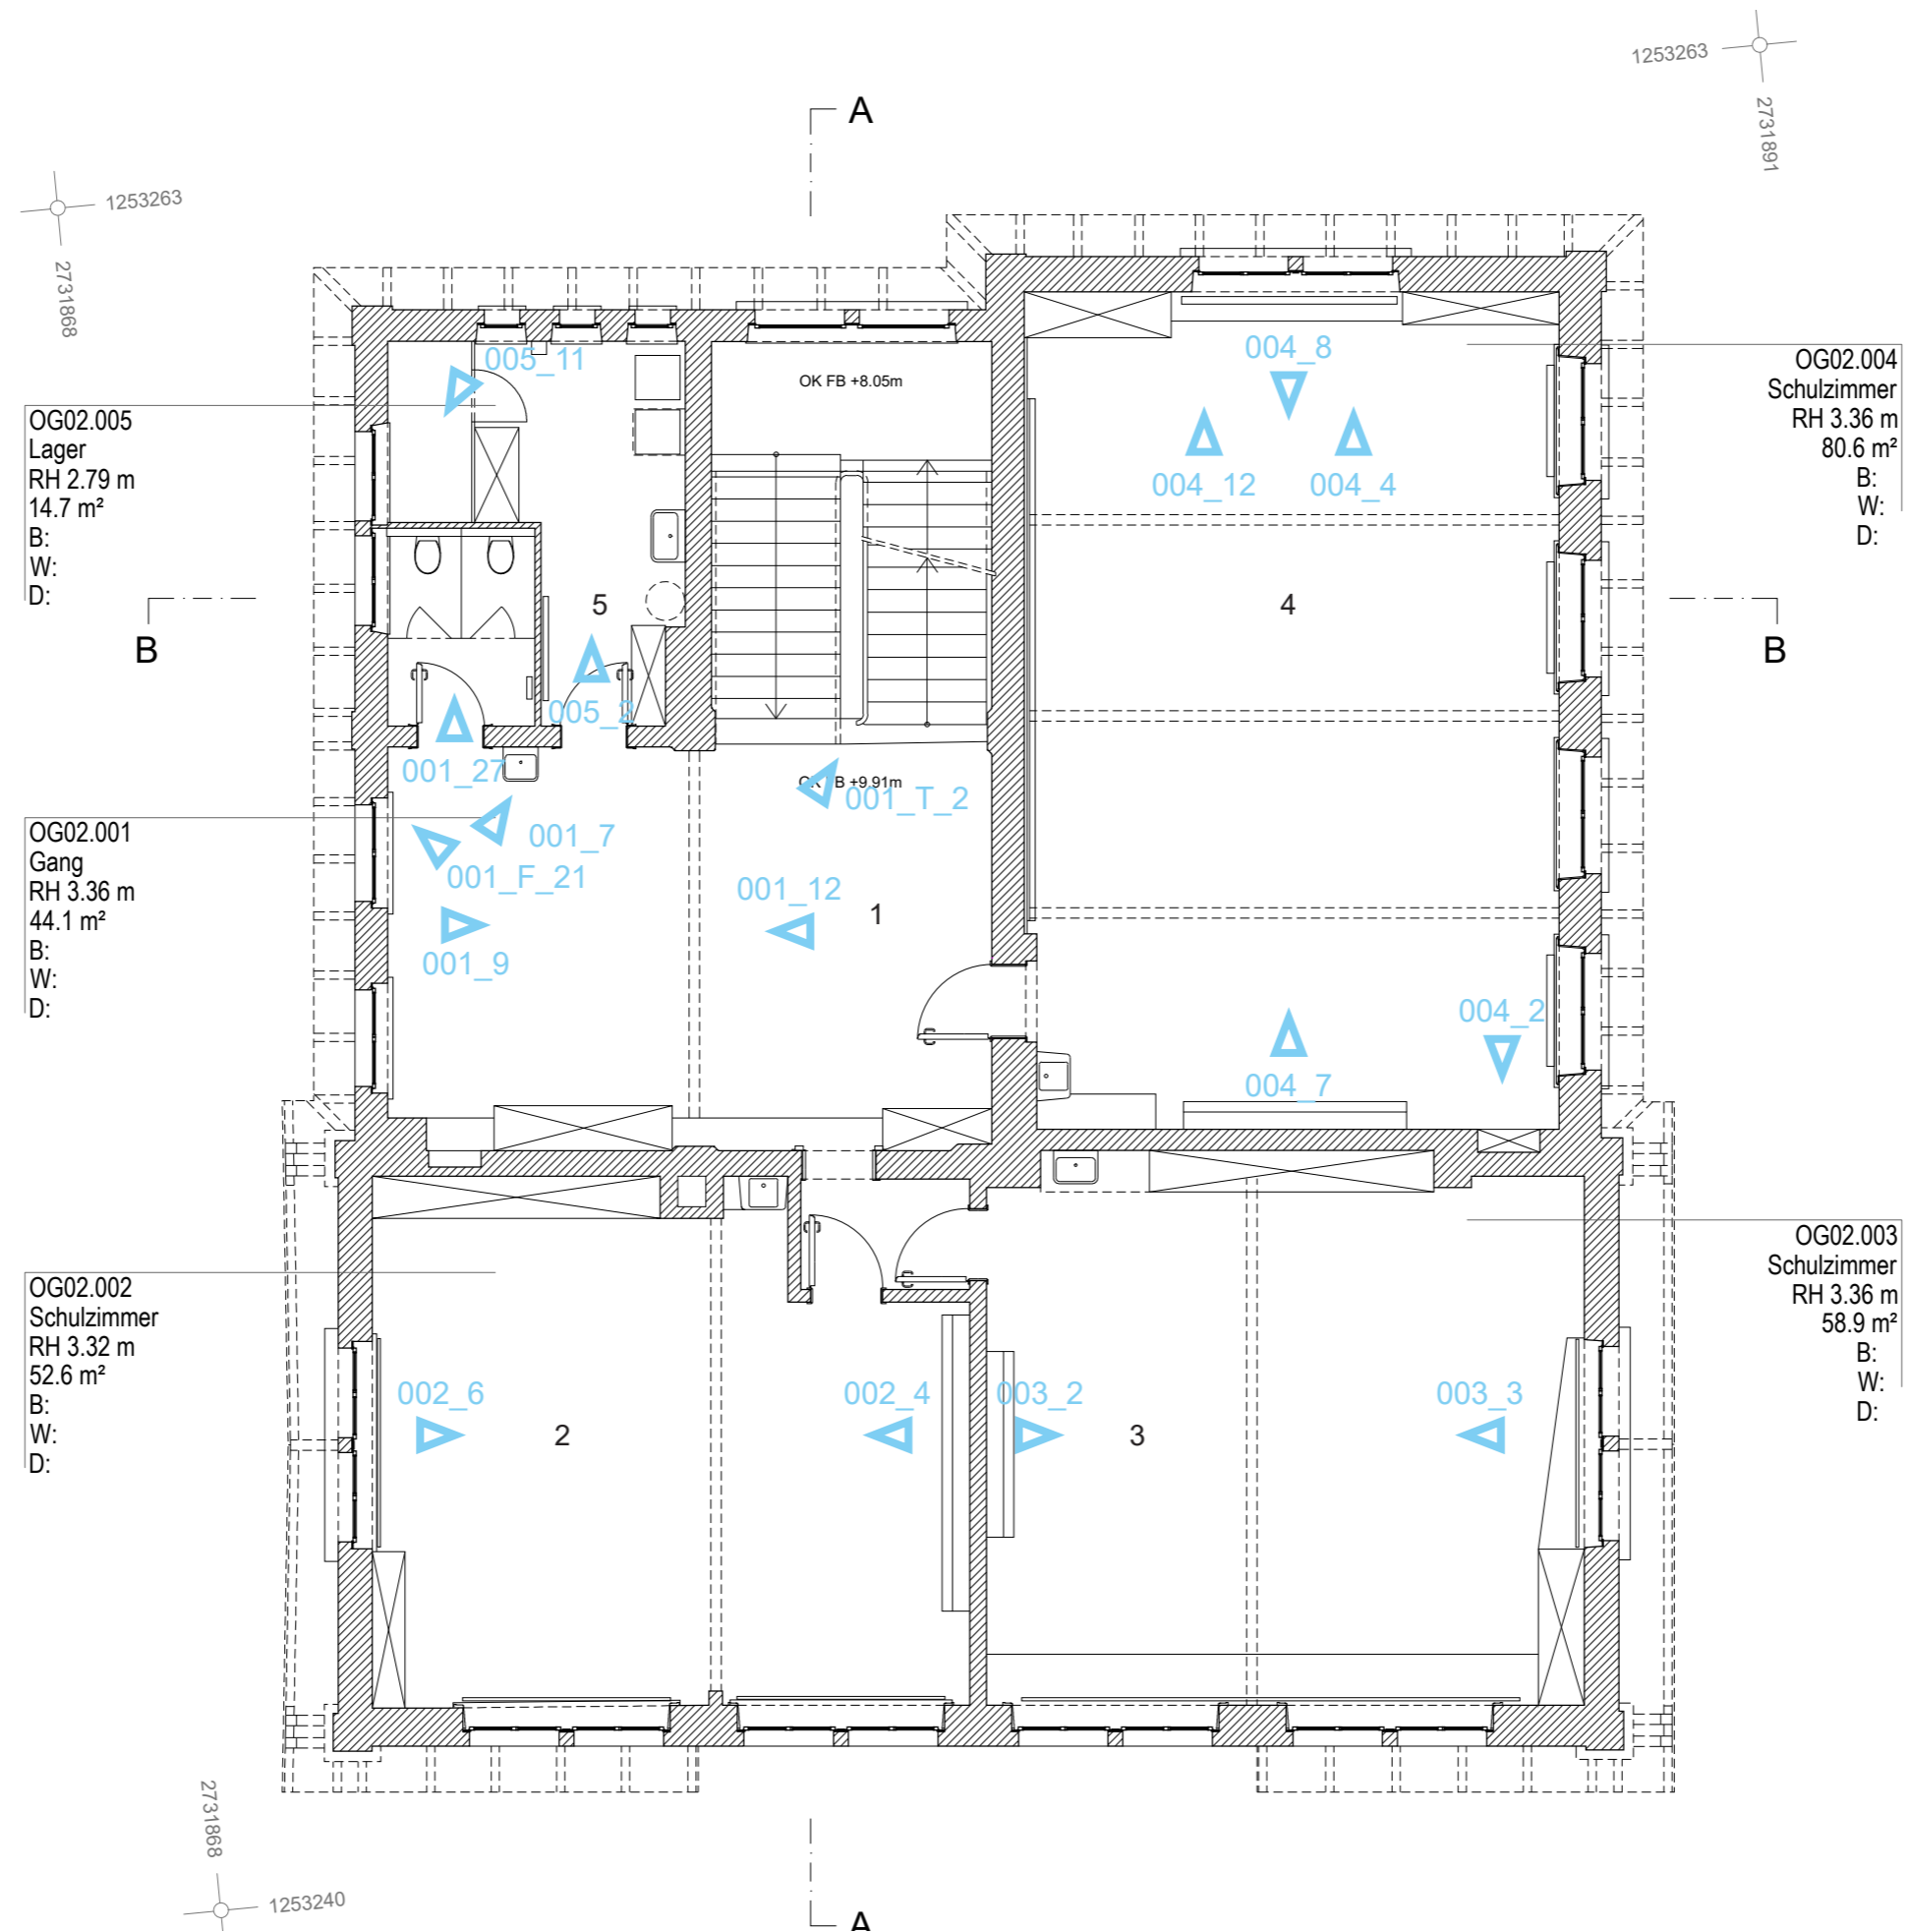 1253263
2731891
A
1253263
2731868
005_11
OK FB +8.05m
004_8
004_12
004_4
OG02.004
Schulzimmer
RH 3.36 m
80.6 m²
B:
W:
D:
OG02.005
Lager
RH 2.79 m
14.7 m²
B:
W:
D:
B
5
4
B
005_2
001_27
OK FB +9.91m
001_T_2
001_7
001_F_21
001_12
1
001_9
OG02.001
Gang
RH 3.36 m
44.1 m²
B:
W:
D:
004_2
004_7
OG02.002
Schulzimmer
RH 3.32 m
52.6 m²
B:
W:
D:
OG02.003
Schulzimmer
RH 3.36 m
58.9 m²
B:
W:
D:
002_6
2
002_4
003_2
3
003_3
2731868
1253240
A